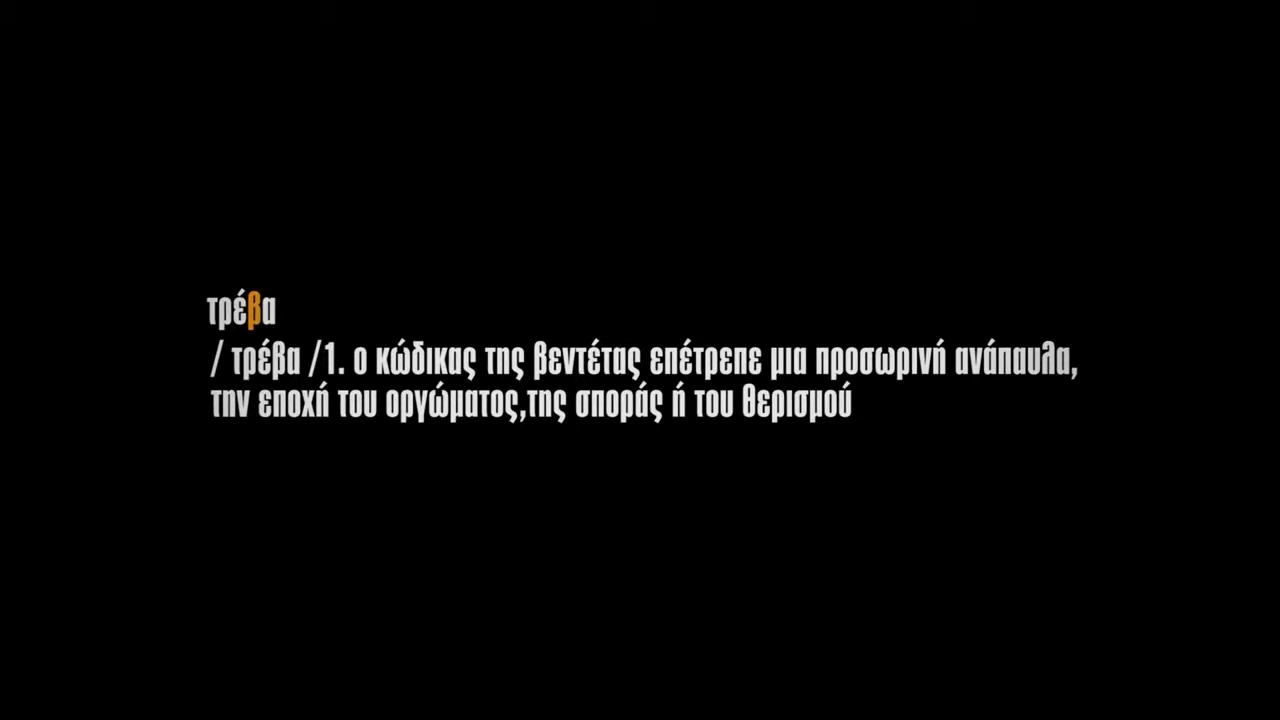 τρέβα
/ τρέβα /1. ο κώδικας της βεντέτας επέτρεπε μια προσωρινή ανάπαυλα,
την εποχή του οργώματος,της σποράς ή του θερισμού